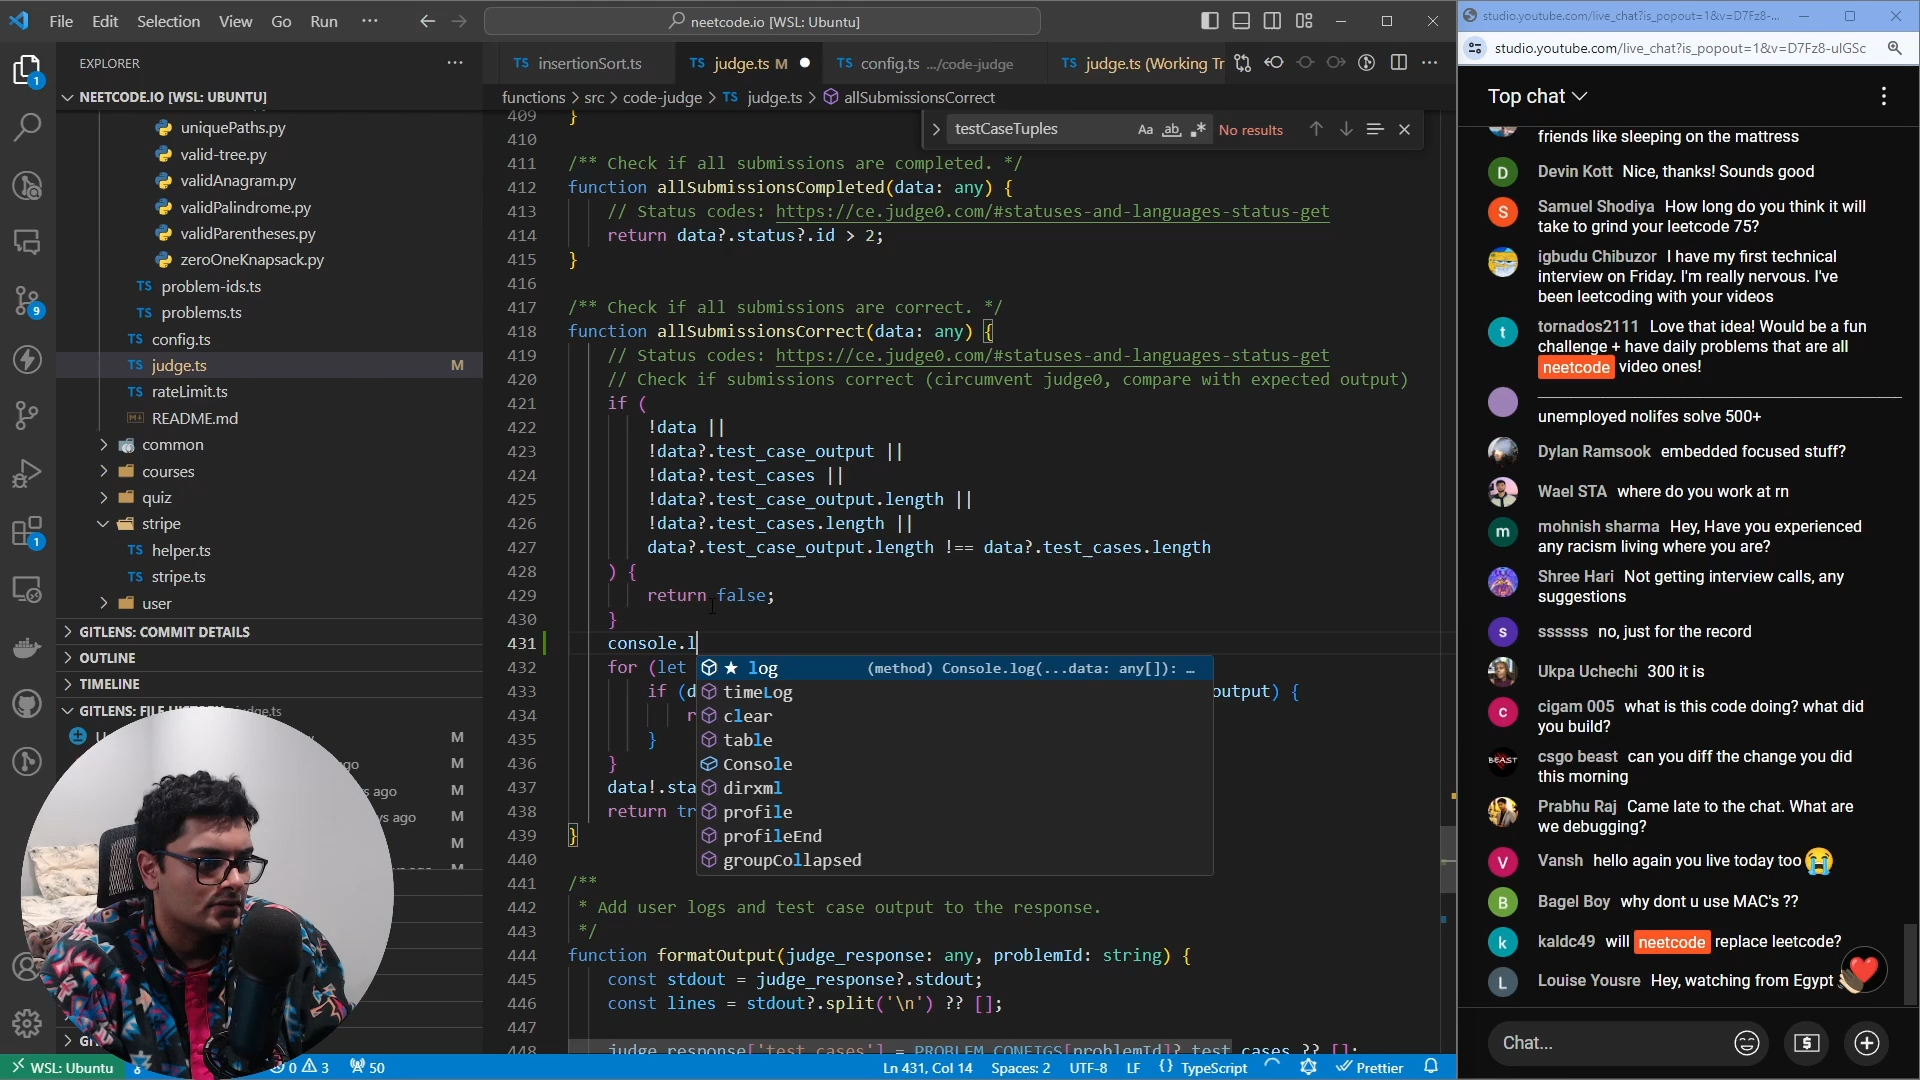 File Edit Selection View Go Run ··· neetcode.io [WSL: Ubuntu]
EXPLORER
NEETCODE.IO [WSL: UBUNTU]
uniquePaths.py
valid-tree.py
validAnagram.py
validPalindrome.py
validParentheses.py
zeroOneKnapsack.py
TS problem-ids.ts
TS problems.ts
TS config.ts
TS judge.ts M
TS rateLimit.ts
README.md
common
courses
quiz
stripe
TS helper.ts
TS stripe.ts
user
GITLENS: COMMIT DETAILS
OUTLINE
TIMELINE
M
M
M
M
M
1
9
1
TS insertionSort.ts TS judge.ts M TS config.ts .../code-judge TS judge.ts (Working Tr
functions > src > code-judge > TS judge.ts > allSubmissionsCorrect
testCaseTuples Aa ab No results
409 }
410
411 /** Check if all submissions are completed. */
412 function allSubmissionsCompleted(data: any) {
413 // Status codes: https://ce.judge0.com/#statuses-and-languages-status-get
414 return data?.status?.id > 2;
415 }
416
417 /** Check if all submissions are correct. */
418 function allSubmissionsCorrect(data: any) {
419 // Status codes: https://ce.judge0.com/#statuses-and-languages-status-get
420 // Check if submissions correct (circumvent judge0, compare with expected output)
421 if (
422 !data ||
423 !data?.test_case_output ||
424 !data?.test_cases ||
425 !data?.test_case_output.length ||
426 !data?.test_cases.length ||
427 data?.test_case_output.length !== data?.test_cases.length
428 ) {
429 return false;
430 }
431 console.l
432 for (let
433 if (d output) {
434 r
435 }
436 }
437 data!.sta
438 return tr
439 }
440
441 /**
442 * Add user logs and test case output to the response.
443 */
444 function formatOutput(judge_response: any, problemId: string) {
445 const stdout = judge_response?.stdout;
446 const lines = stdout?.split('\n') ?? [];
447
448 judge_response['test_cases'] = PROBLEM_CONFIGS[problemId]?.test_cases ?? [];
log (method) Console.log(...data: any[]): …
timeLog
clear
table
Console
dirxml
profile
profileEnd
groupCollapsed
WSL: Ubuntu 0 3 50 Ln 431, Col 14 Spaces: 2 UTF-8 LF {} TypeScript Prettier
studio.youtube.com/live_chat?is_popout=1&v=D7Fz8-...
studio.youtube.com/live_chat?is_popout=1&v=D7Fz8-uIGSc
Top chat
friends like sleeping on the mattress
D Devin Kott Nice, thanks! Sounds good
S Samuel Shodiya How long do you think it will
take to grind your leetcode 75?
igbudu Chibuzor I have my first technical
interview on Friday. I'm really nervous. I've
been leetcoding with your videos
t tornados2111 Love that idea! Would be a fun
challenge + have daily problems that are all
neetcode video ones!
unemployed nolifes solve 500+
Dylan Ramsook embedded focused stuff?
Wael STA where do you work at rn
m mohnish sharma Hey, Have you experienced
any racism living where you are?
Shree Hari Not getting interview calls, any
suggestions
s ssssss no, just for the record
Ukpa Uchechi 300 it is
c cigam 005 what is this code doing? what did
you build?
BEAST csgo beast can you diff the change you did
this morning
Prabhu Raj Came late to the chat. What are
we debugging?
V Vansh hello again you live today too 😭
B Bagel Boy why dont u use MAC's ??
k kaldc49 will neetcode replace leetcode?
L Louise Yousre Hey, watching from Egypt
Chat...